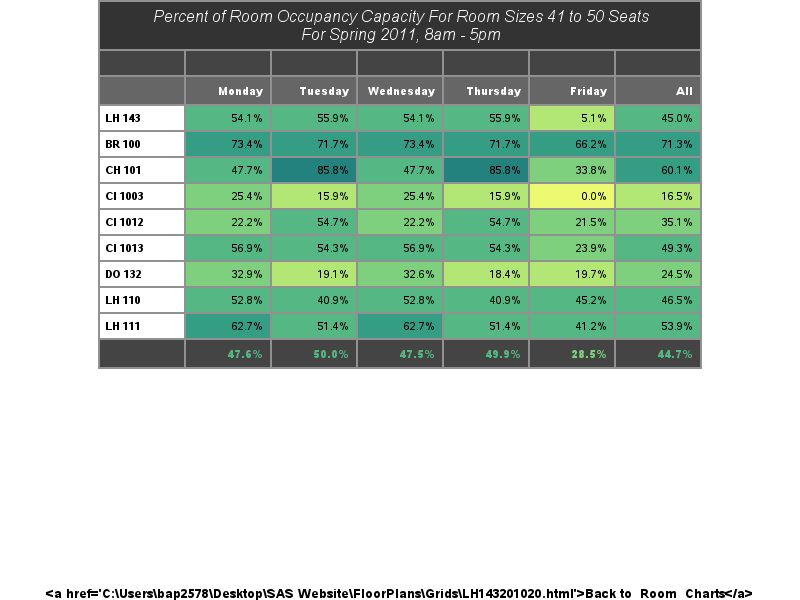 Percent of Room Occupancy Capacity For Room Sizes 41 to 50 Seats
For Spring 2011, 8am - 5pm
Monday Tuesday Wednesday Thursday Friday All
LH 143 54.1% 55.9% 54.1% 55.9% 5.1% 45.0%
BR 100 73.4% 71.7% 73.4% 71.7% 66.2% 71.3%
CH 101 47.7% 85.8% 47.7% 85.8% 33.8% 60.1%
CI 1003 25.4% 15.9% 25.4% 15.9% 0.0% 16.5%
CI 1012 22.2% 54.7% 22.2% 54.7% 21.5% 35.1%
CI 1013 56.9% 54.3% 56.9% 54.3% 23.9% 49.3%
DO 132 32.9% 19.1% 32.6% 18.4% 19.7% 24.5%
LH 110 52.8% 40.9% 52.8% 40.9% 45.2% 46.5%
LH 111 62.7% 51.4% 62.7% 51.4% 41.2% 53.9%
47.6% 50.0% 47.5% 49.9% 28.5% 44.7%
<a href='C:\Users\bap2578\Desktop\SAS Website\FloorPlans\Grids\LH143201020.html'>Back to Room Charts</a>